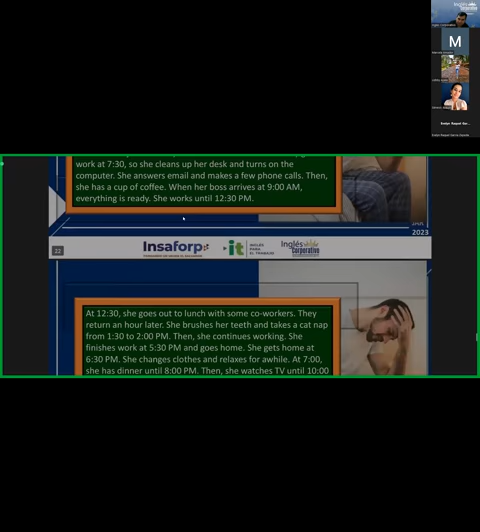 work at 7:30, so she cleans up her desk and turns on the
computer. She answers email and makes a few phone calls. Then,
she has a cup of coffee. When her boss arrives at 9:00 AM,
everything is ready. She works until 12:30 PM.
2023
22
Insaforp
it
INGLÉS
PARA
EL TRABAJO
Inglés
corporativo
At 12:30, she goes out to lunch with some co-workers. They
return an hour later. She brushes her teeth and takes a cat nap
from 1:30 to 2:00 PM. Then, she continues working. She
finishes work at 5:30 PM and goes home. She gets home at
6:30 PM. She changes clothes and relaxes for awhile. At 7:00,
she has dinner until 8:00 PM. Then, she watches TV until 10:00
Inglés
corporativo
M
Evelyn Raquel Gar...